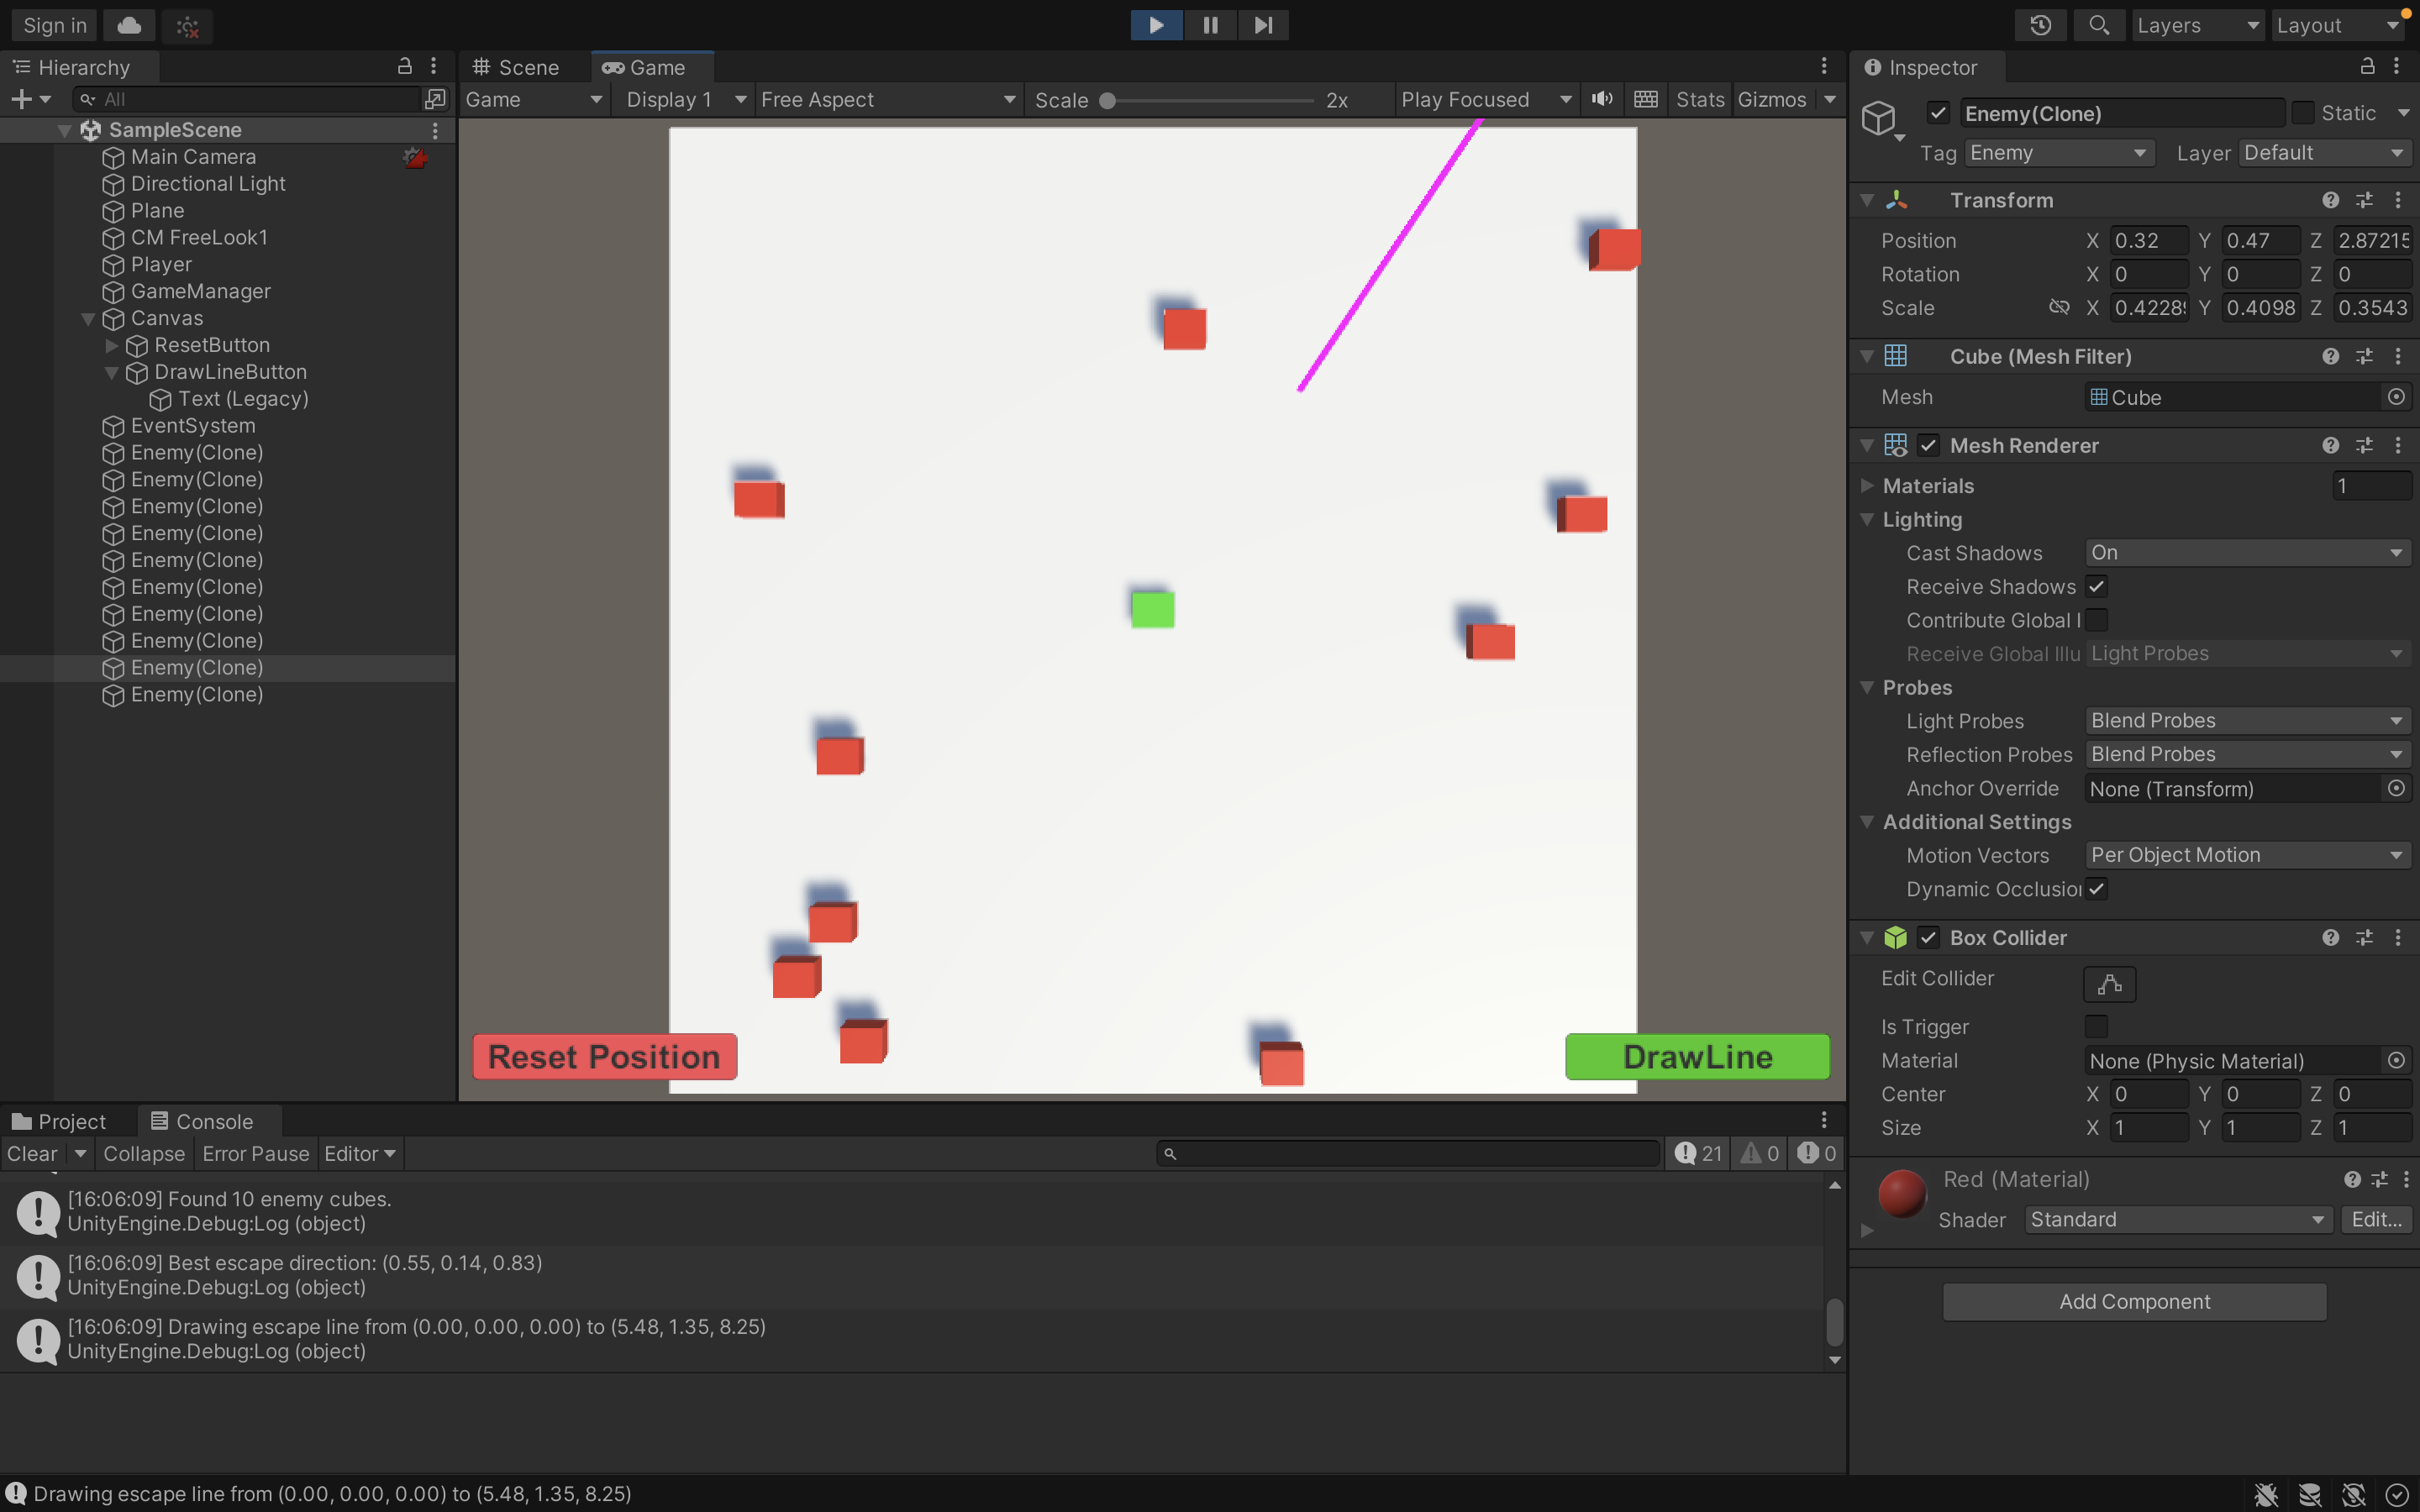 Sign in
Layers
Layout
Hierarchy
All
SampleScene
Main Camera
Directional Light
Plane
CM FreeLook1
Player
GameManager
Canvas
ResetButton
DrawLineButton
Text (Legacy)
EventSystem
Enemy(Clone)
Enemy(Clone)
Enemy(Clone)
Enemy(Clone)
Enemy(Clone)
Enemy(Clone)
Enemy(Clone)
Enemy(Clone)
Enemy(Clone)
Enemy(Clone)
Scene
Game
Game Display 1 Free Aspect Scale 2x Play Focused Stats Gizmos
Reset Position
DrawLine
Project
Console
Clear Collapse Error Pause Editor 21 0 0
[16:06:09] Found 10 enemy cubes.
UnityEngine.Debug:Log (object)
[16:06:09] Best escape direction: (0.55, 0.14, 0.83)
UnityEngine.Debug:Log (object)
[16:06:09] Drawing escape line from (0.00, 0.00, 0.00) to (5.48, 1.35, 8.25)
UnityEngine.Debug:Log (object)
Drawing escape line from (0.00, 0.00, 0.00) to (5.48, 1.35, 8.25)
Inspector
Enemy(Clone) Static
Tag Enemy Layer Default
Transform
Position X 0.32 Y 0.47 Z 2.87215
Rotation X 0 Y 0 Z 0
Scale X 0.4228 Y 0.4098 Z 0.3543
Cube (Mesh Filter)
Mesh Cube
Mesh Renderer
Materials 1
Lighting
Cast Shadows On
Receive Shadows
Contribute Global I
Receive Global Illu Light Probes
Probes
Light Probes Blend Probes
Reflection Probes Blend Probes
Anchor Override None (Transform)
Additional Settings
Motion Vectors Per Object Motion
Dynamic Occlusion
Box Collider
Edit Collider
Is Trigger
Material None (Physic Material)
Center X 0 Y 0 Z 0
Size X 1 Y 1 Z 1
Red (Material)
Shader Standard Edit...
Add Component